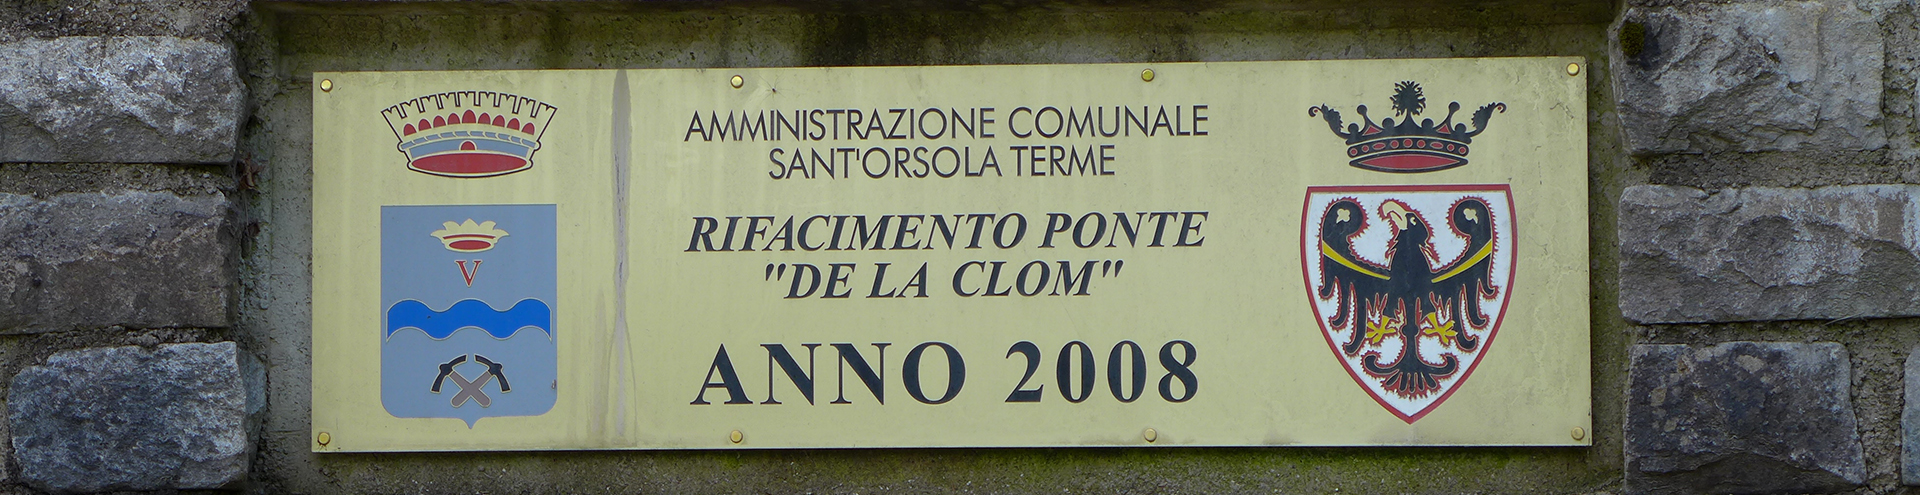 AMMINISTRAZIONE COMUNALE
SANT'ORSOLA TERME
RIFACIMENTO PONTE
"DE LA CLOM"
ANNO 2008
V